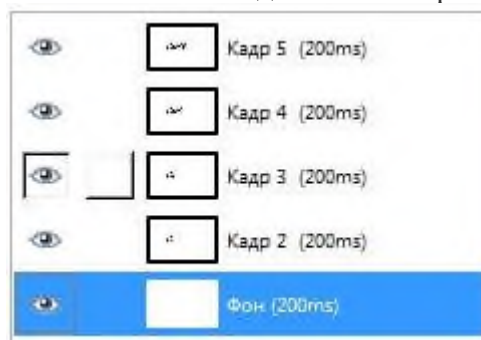 Кадр 5 (200ms)
Кадр 4 (200ms)
Кадр 3 (200ms)
Кадр 2 (200ms)
Фон (200ms)